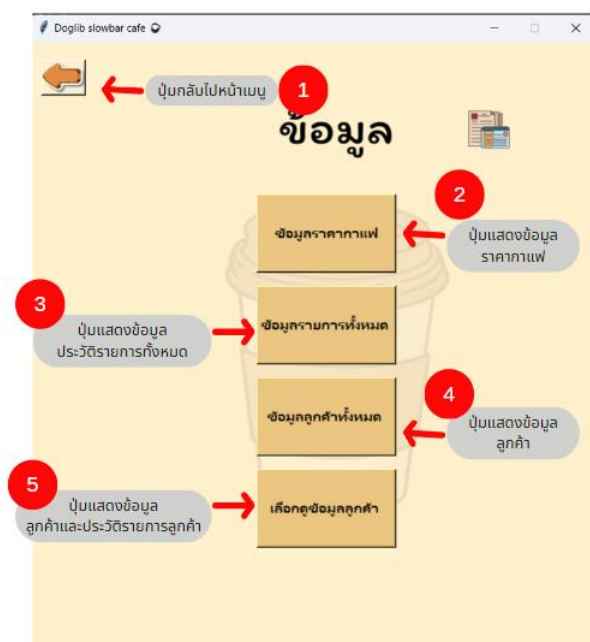 Doglib slowbar cafe
ปุ่มกลับไปหน้าเมนู
1
ข้อมูล
2
ข้อมูลราคากาแฟ
ปุ่มแสดงข้อมูล
ราคากาแฟ
3
ปุ่มแสดงข้อมูล
ประวัติรายการทั้งหมด
ข้อมูลรายการทั้งหมด
4
ข้อมูลลูกค้าทั้งหมด
ปุ่มแสดงข้อมูล
ลูกค้า
5
ปุ่มแสดงข้อมูล
ลูกค้าและประวัติรายการลูกค้า
เลือกดูข้อมูลลูกค้า